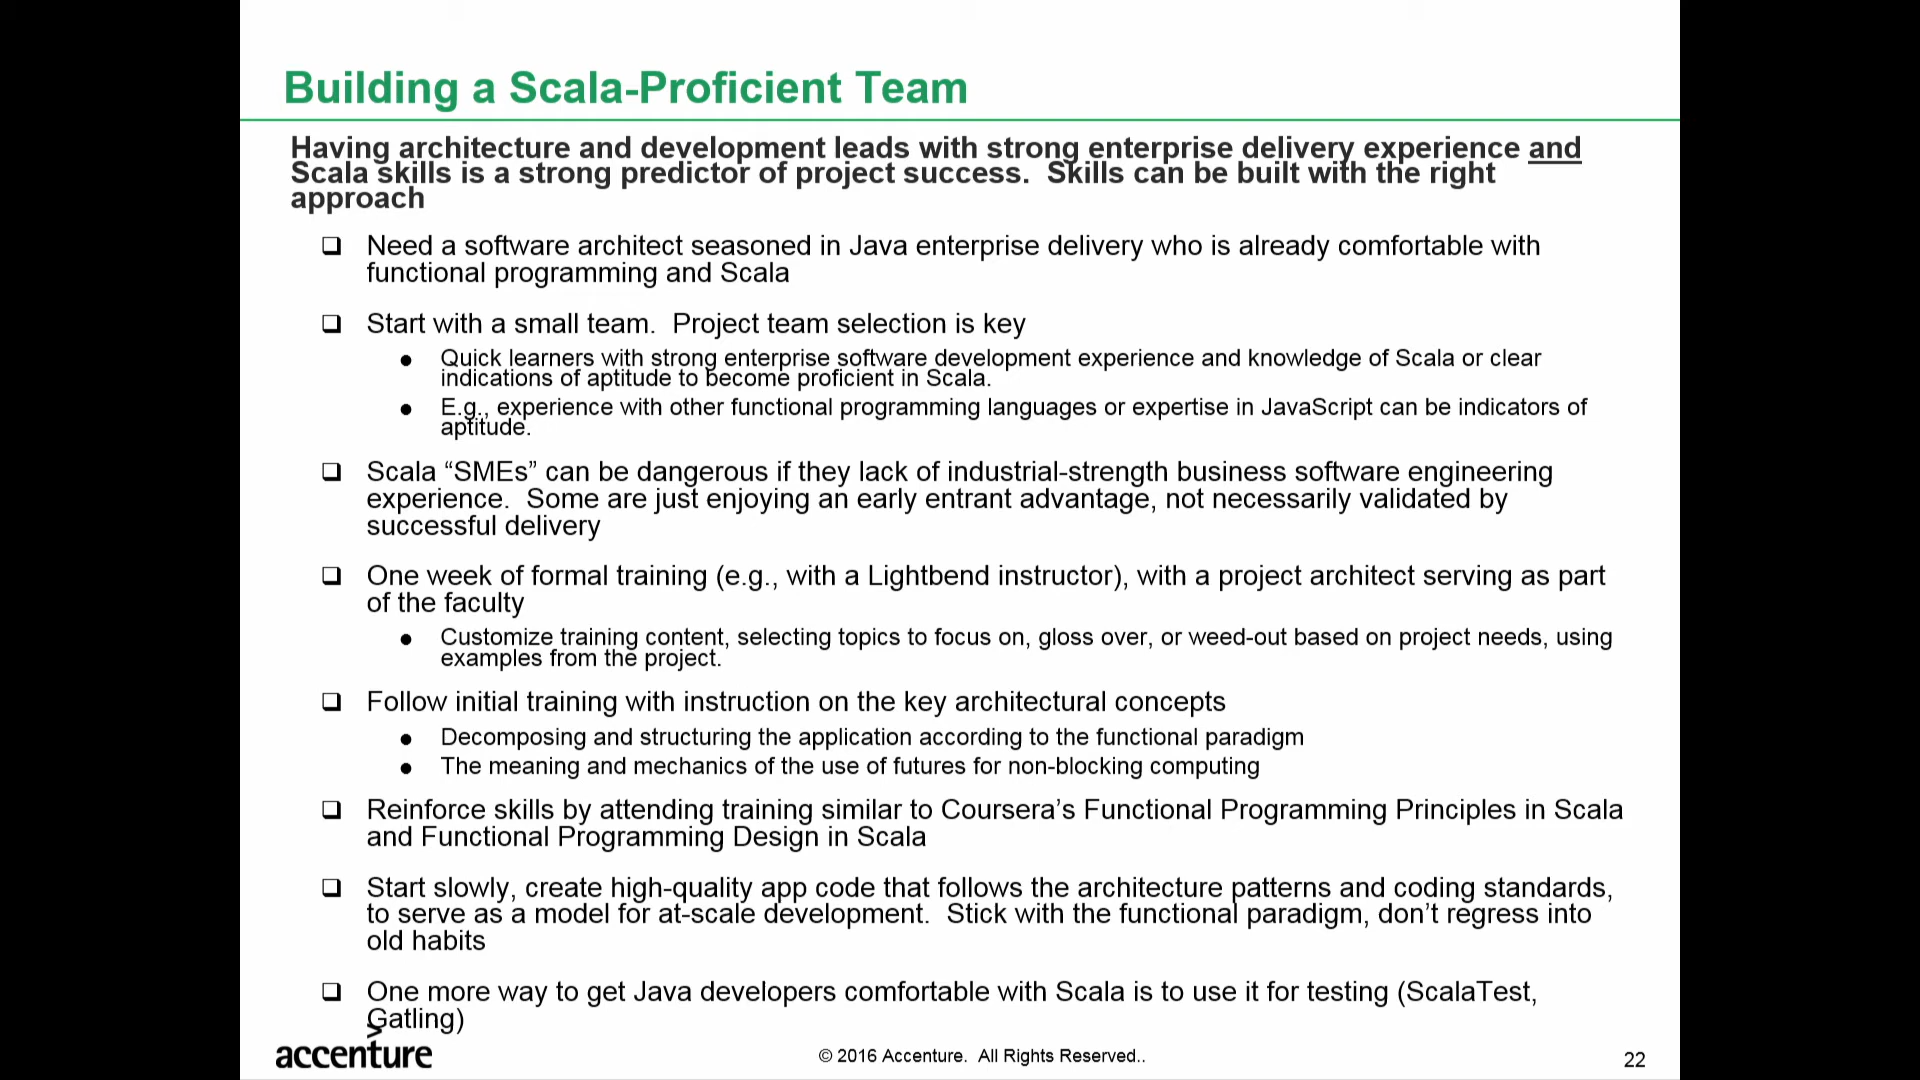 Building a Scala-Proficient Team
Having architecture and development leads with strong enterprise delivery experience and
Scala skills is a strong predictor of project success.  Skills can be built with the right
approach
❑ Need a software architect seasoned in Java enterprise delivery who is already comfortable with
functional programming and Scala
❑ Start with a small team.  Project team selection is key
● Quick learners with strong enterprise software development experience and knowledge of Scala or clear
indications of aptitude to become proficient in Scala.
● E.g., experience with other functional programming languages or expertise in JavaScript can be indicators of
aptitude.
❑ Scala “SMEs” can be dangerous if they lack of industrial-strength business software engineering
experience.  Some are just enjoying an early entrant advantage, not necessarily validated by
successful delivery
❑ One week of formal training (e.g., with a Lightbend instructor), with a project architect serving as part
of the faculty
● Customize training content, selecting topics to focus on, gloss over, or weed-out based on project needs, using
examples from the project.
❑ Follow initial training with instruction on the key architectural concepts
● Decomposing and structuring the application according to the functional paradigm
● The meaning and mechanics of the use of futures for non-blocking computing
❑ Reinforce skills by attending training similar to Coursera’s Functional Programming Principles in Scala
and Functional Programming Design in Scala
❑ Start slowly, create high-quality app code that follows the architecture patterns and coding standards,
to serve as a model for at-scale development.  Stick with the functional paradigm, don’t regress into
old habits
❑ One more way to get Java developers comfortable with Scala is to use it for testing (ScalaTest,
Gatling)
>
accenture
© 2016 Accenture.  All Rights Reserved..
22